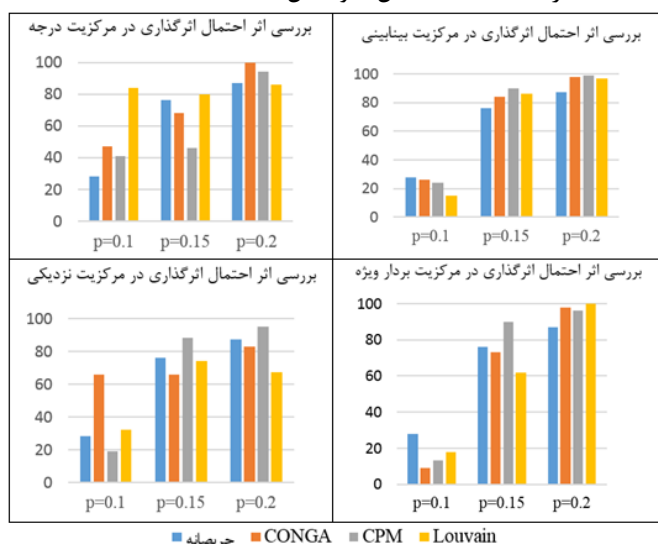 بررسی اثر احتمال اثرگذاری در مرکزیت درجه
100
80
60
40
20
0
p=0.1 p=0.15 p=0.2
بررسی اثر احتمال اثرگذاری در مرکزیت بینابینی
100
80
60
40
20
0
p=0.1 p=0.15 p=0.2
بررسی اثر احتمال اثرگذاری در مرکزیت نزدیکی
100
80
60
40
20
0
p=0.1 p=0.15 p=0.2
بررسی اثر احتمال اثرگذاری در مرکزیت بردار ویژه
100
80
60
40
20
0
p=0.1 p=0.15 p=0.2
حریصانه CONGA CPM Louvain